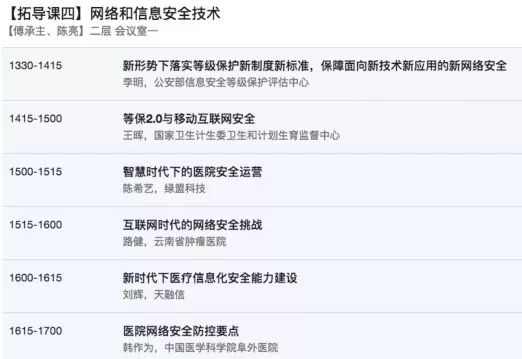 【拓导课四】网络和信息安全技术
【傅承主、陈亮】二层 会议室一
1330-1415 新形势下落实等级保护新制度新标准，保障面向新技术新应用的新网络安全
李明，公安部信息安全等级保护评估中心
1415-1500 等保2.0与移动互联网安全
王晖，国家卫生计生委卫生和计划生育监督中心
1500-1515 智慧时代下的医院安全运营
陈希艺，绿盟科技
1515-1600 互联网时代的网络安全挑战
路健，云南省肿瘤医院
1600-1615 新时代下医疗信息化安全能力建设
刘辉，天融信
1615-1700 医院网络安全防控要点
韩作为，中国医学科学院阜外医院